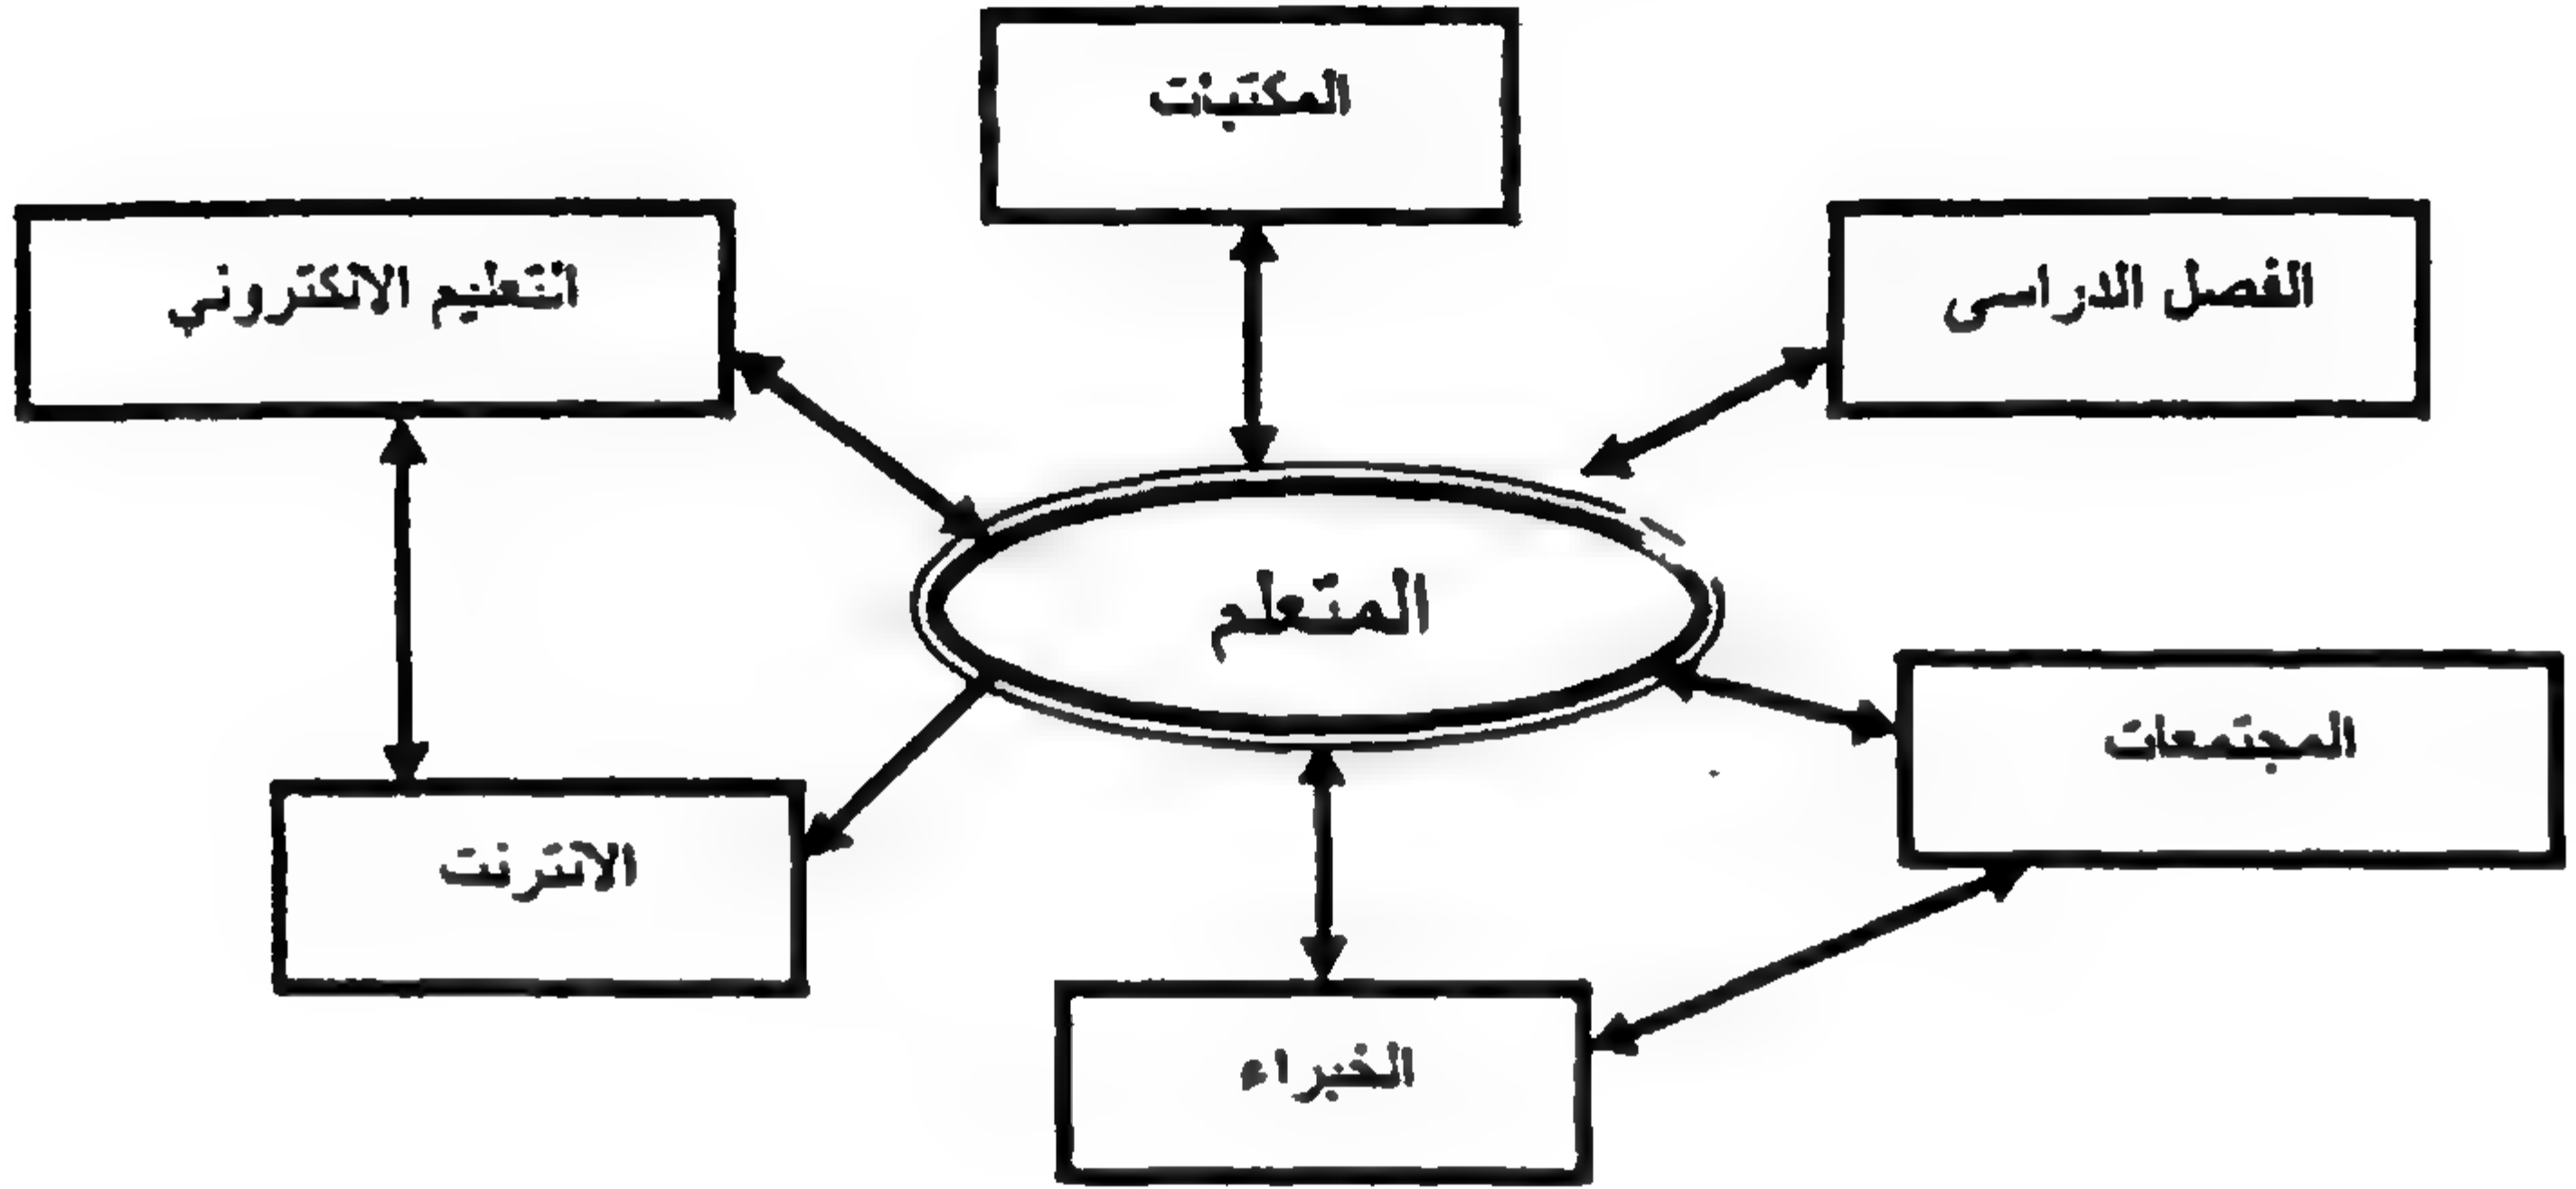 المكتبات
الفصل الدراسى
التعليم الالكتروني
المتعلم
المجتمعات
الانترنت
الخبراء